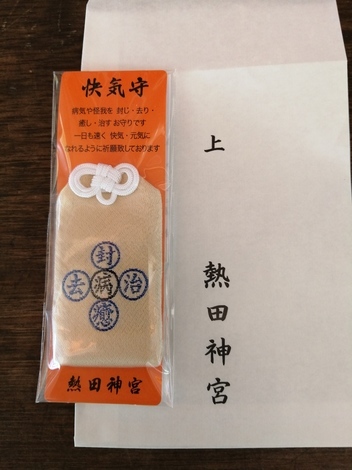 快気守
病気や怪我を 封じ・去り・
癒し・治す お守りです
一日も速く 快気・元気に
なれるように祈願致しております
封
去病治
癒
熱田神宮
上
熱田神宮